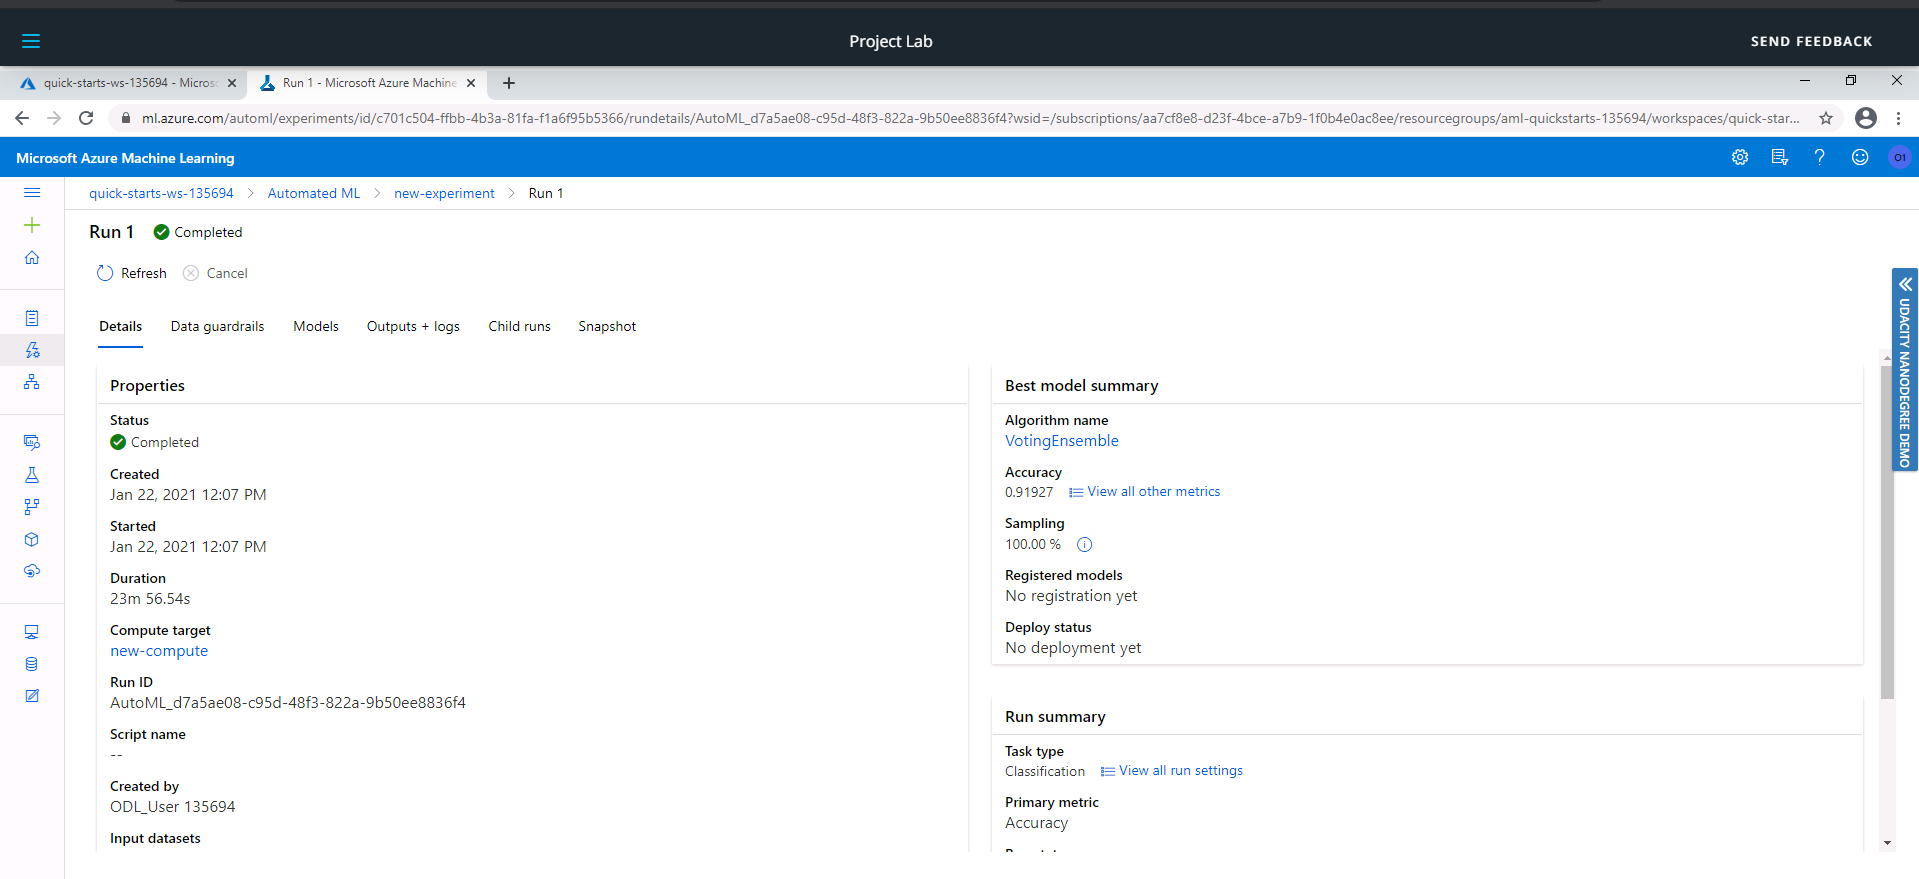 Project Lab
SEND FEEDBACK
quick-starts-ws-135694 - Micros
Run 1 - Microsoft Azure Machine
ml.azure.com/automl/experiments/id/c701c504-ffbb-4b3a-81fa-f1a6f95b5366/rundetails/AutoML_d7a5ae08-c95d-48f3-822a-9b50ee8836f4?wsid=/subscriptions/aa7cf8e8-d23f-4bce-a7b9-1f0b4e0ac8ee/resourcegroups/aml-quickstarts-135694/workspaces/quick-star...
Microsoft Azure Machine Learning
O1
quick-starts-ws-135694 > Automated ML > new-experiment > Run 1
Run 1 Completed
Refresh Cancel
Details Data guardrails Models Outputs + logs Child runs Snapshot
Properties
Status
Completed
Created
Jan 22, 2021 12:07 PM
Started
Jan 22, 2021 12:07 PM
Duration
23m 56.54s
Compute target
new-compute
Run ID
AutoML_d7a5ae08-c95d-48f3-822a-9b50ee8836f4
Script name
--
Created by
ODL_User 135694
Input datasets
Best model summary
Algorithm name
VotingEnsemble
Accuracy
0.91927 View all other metrics
Sampling
100.00 %
Registered models
No registration yet
Deploy status
No deployment yet
Run summary
Task type
Classification View all run settings
Primary metric
Accuracy
UDACITY NANODEGREE DEMO